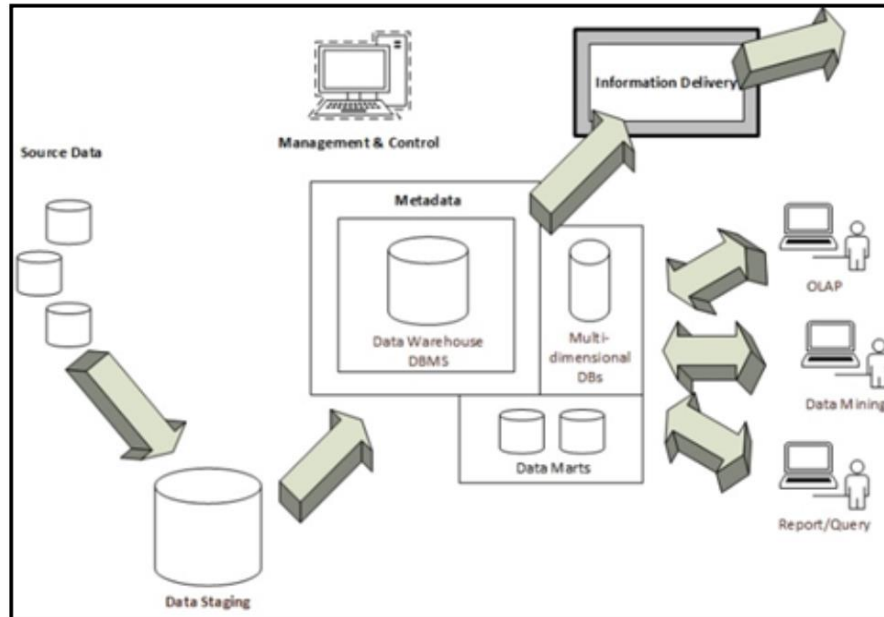 Information Delivery
Management & Control
Source Data
Metadata
Data Warehouse
DBMS
Multi-
dimensional
DBs
OLAP
Data Mining
Data Marts
Report/Query
Data Staging